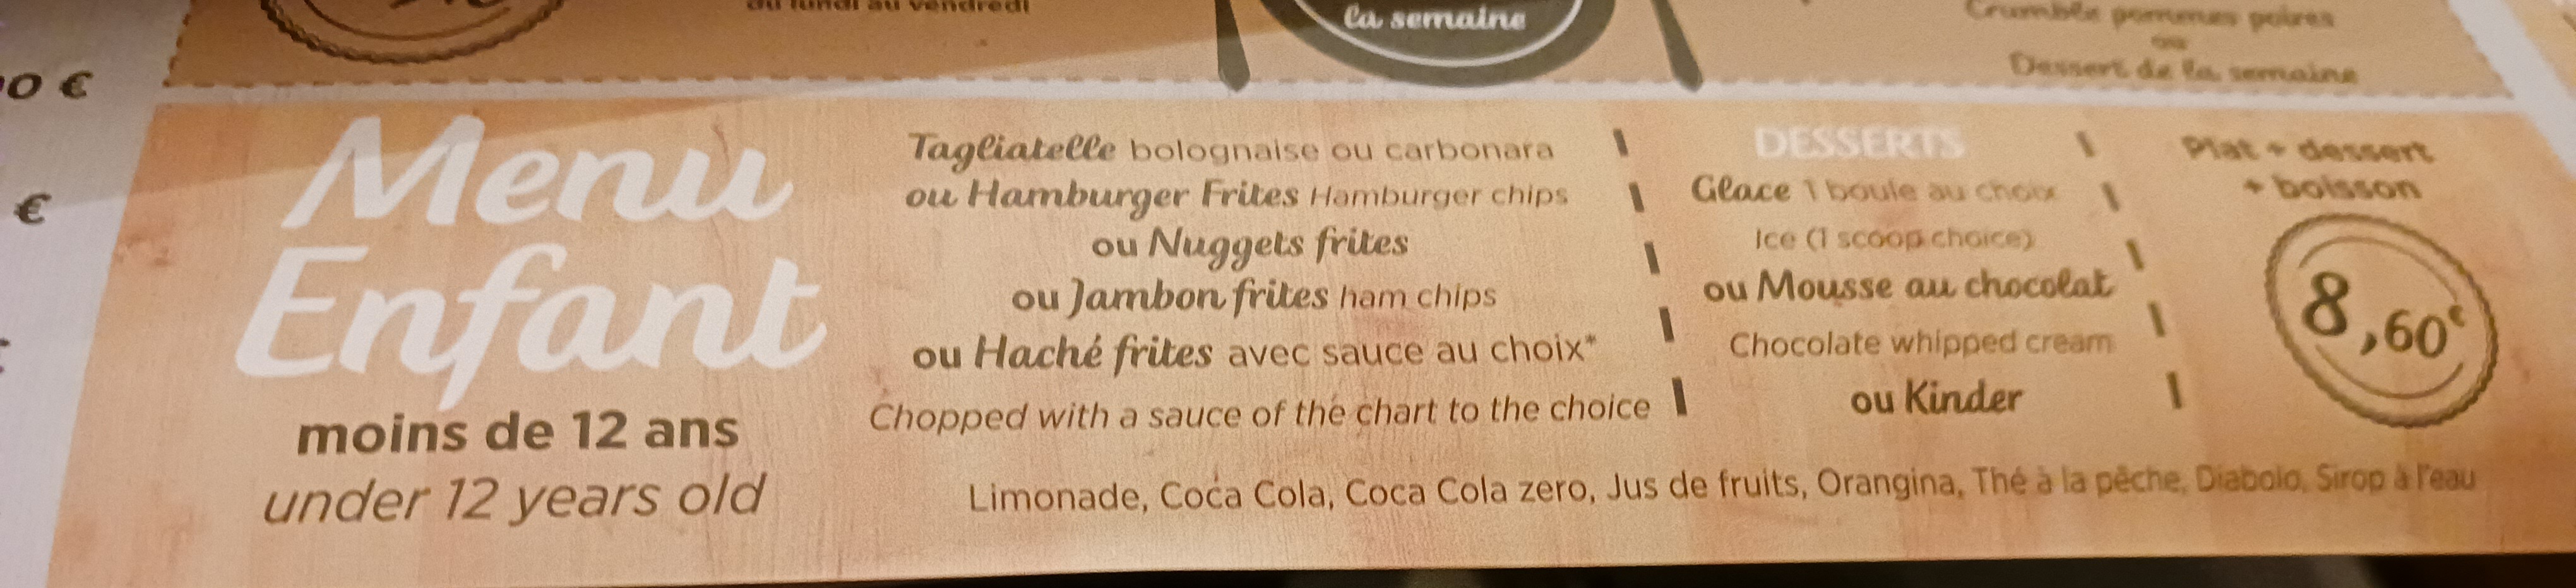 du lundi au vendredi
la semaine
Crumble pommes poires
ou
Dessert de la semaine
0 €
€
Menu
Enfant
moins de 12 ans
under 12 years old
Tagliatelle bolognaise ou carbonara
ou Hamburger Frites Hamburger chips
ou Nuggets frites
ou Jambon frites ham chips
ou Haché frites avec sauce au choix*
Chopped with a sauce of the chart to the choice
DESSERTS
Glace 1 boule au choix
Ice (1 scoop choice)
ou Mousse au chocolat
Chocolate whipped cream
ou Kinder
Plat + dessert
+ boisson
8,60€
Limonade, Coca Cola, Coca Cola zero, Jus de fruits, Orangina, Thé à la pêche, Diabolo, Sirop à l'eau